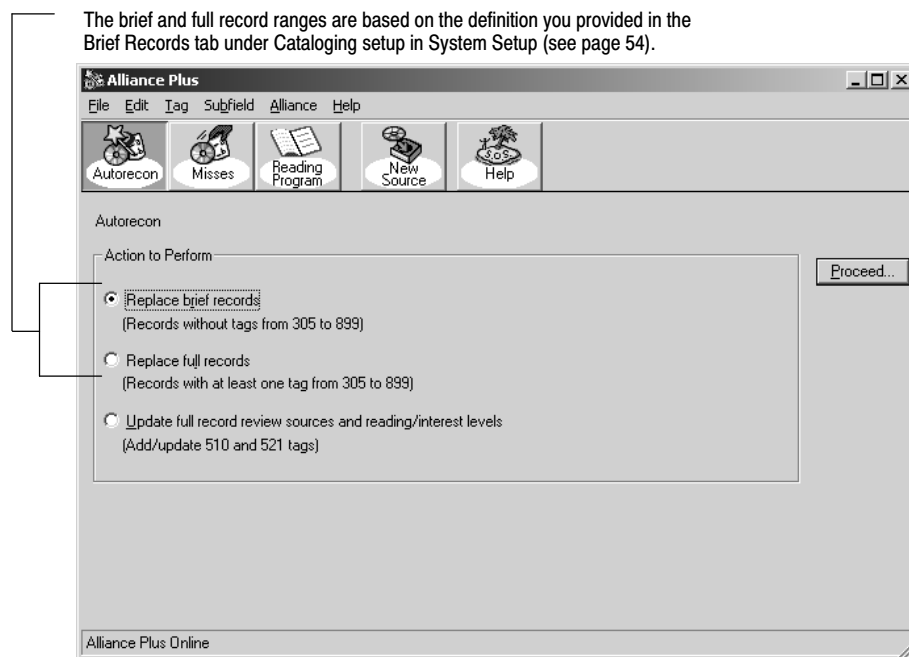 The brief and full record ranges are based on the definition you provided in the
Brief Records tab under Cataloging setup in System Setup (see page 54).
Alliance Plus
File Edit Tag Subfield Alliance Help
Autorecon Misses Reading Program New Source S.O.S. Help
Autorecon
Action to Perform
Proceed...
Replace brief records
(Records without tags from 305 to 899)
Replace full records
(Records with at least one tag from 305 to 899)
Update full record review sources and reading/interest levels
(Add/update 510 and 521 tags)
Alliance Plus Online